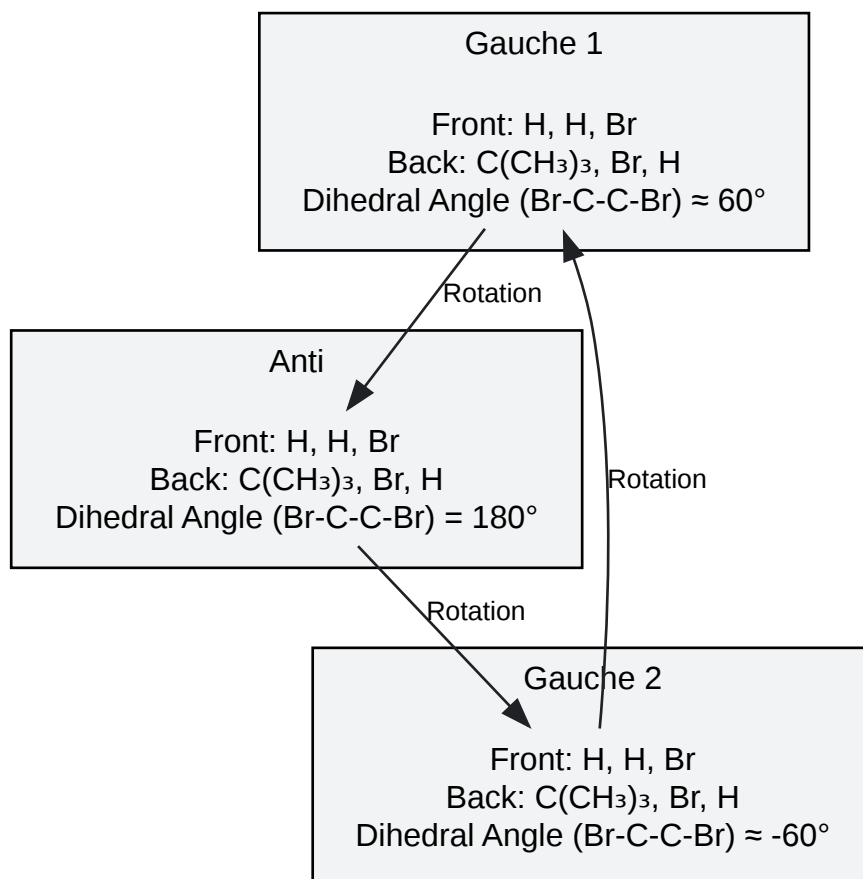 Gauche 1
Front: H, H, Br
Back: C(CH₃)₃, Br, H
Dihedral Angle (Br-C-C-Br) ≈ 60°
Rotation
Anti
Front: H, H, Br
Back: C(CH₃)₃, Br, H
Dihedral Angle (Br-C-C-Br) = 180°
Rotation
Rotation
Gauche 2
Front: H, H, Br
Back: C(CH₃)₃, Br, H
Dihedral Angle (Br-C-C-Br) ≈ -60°